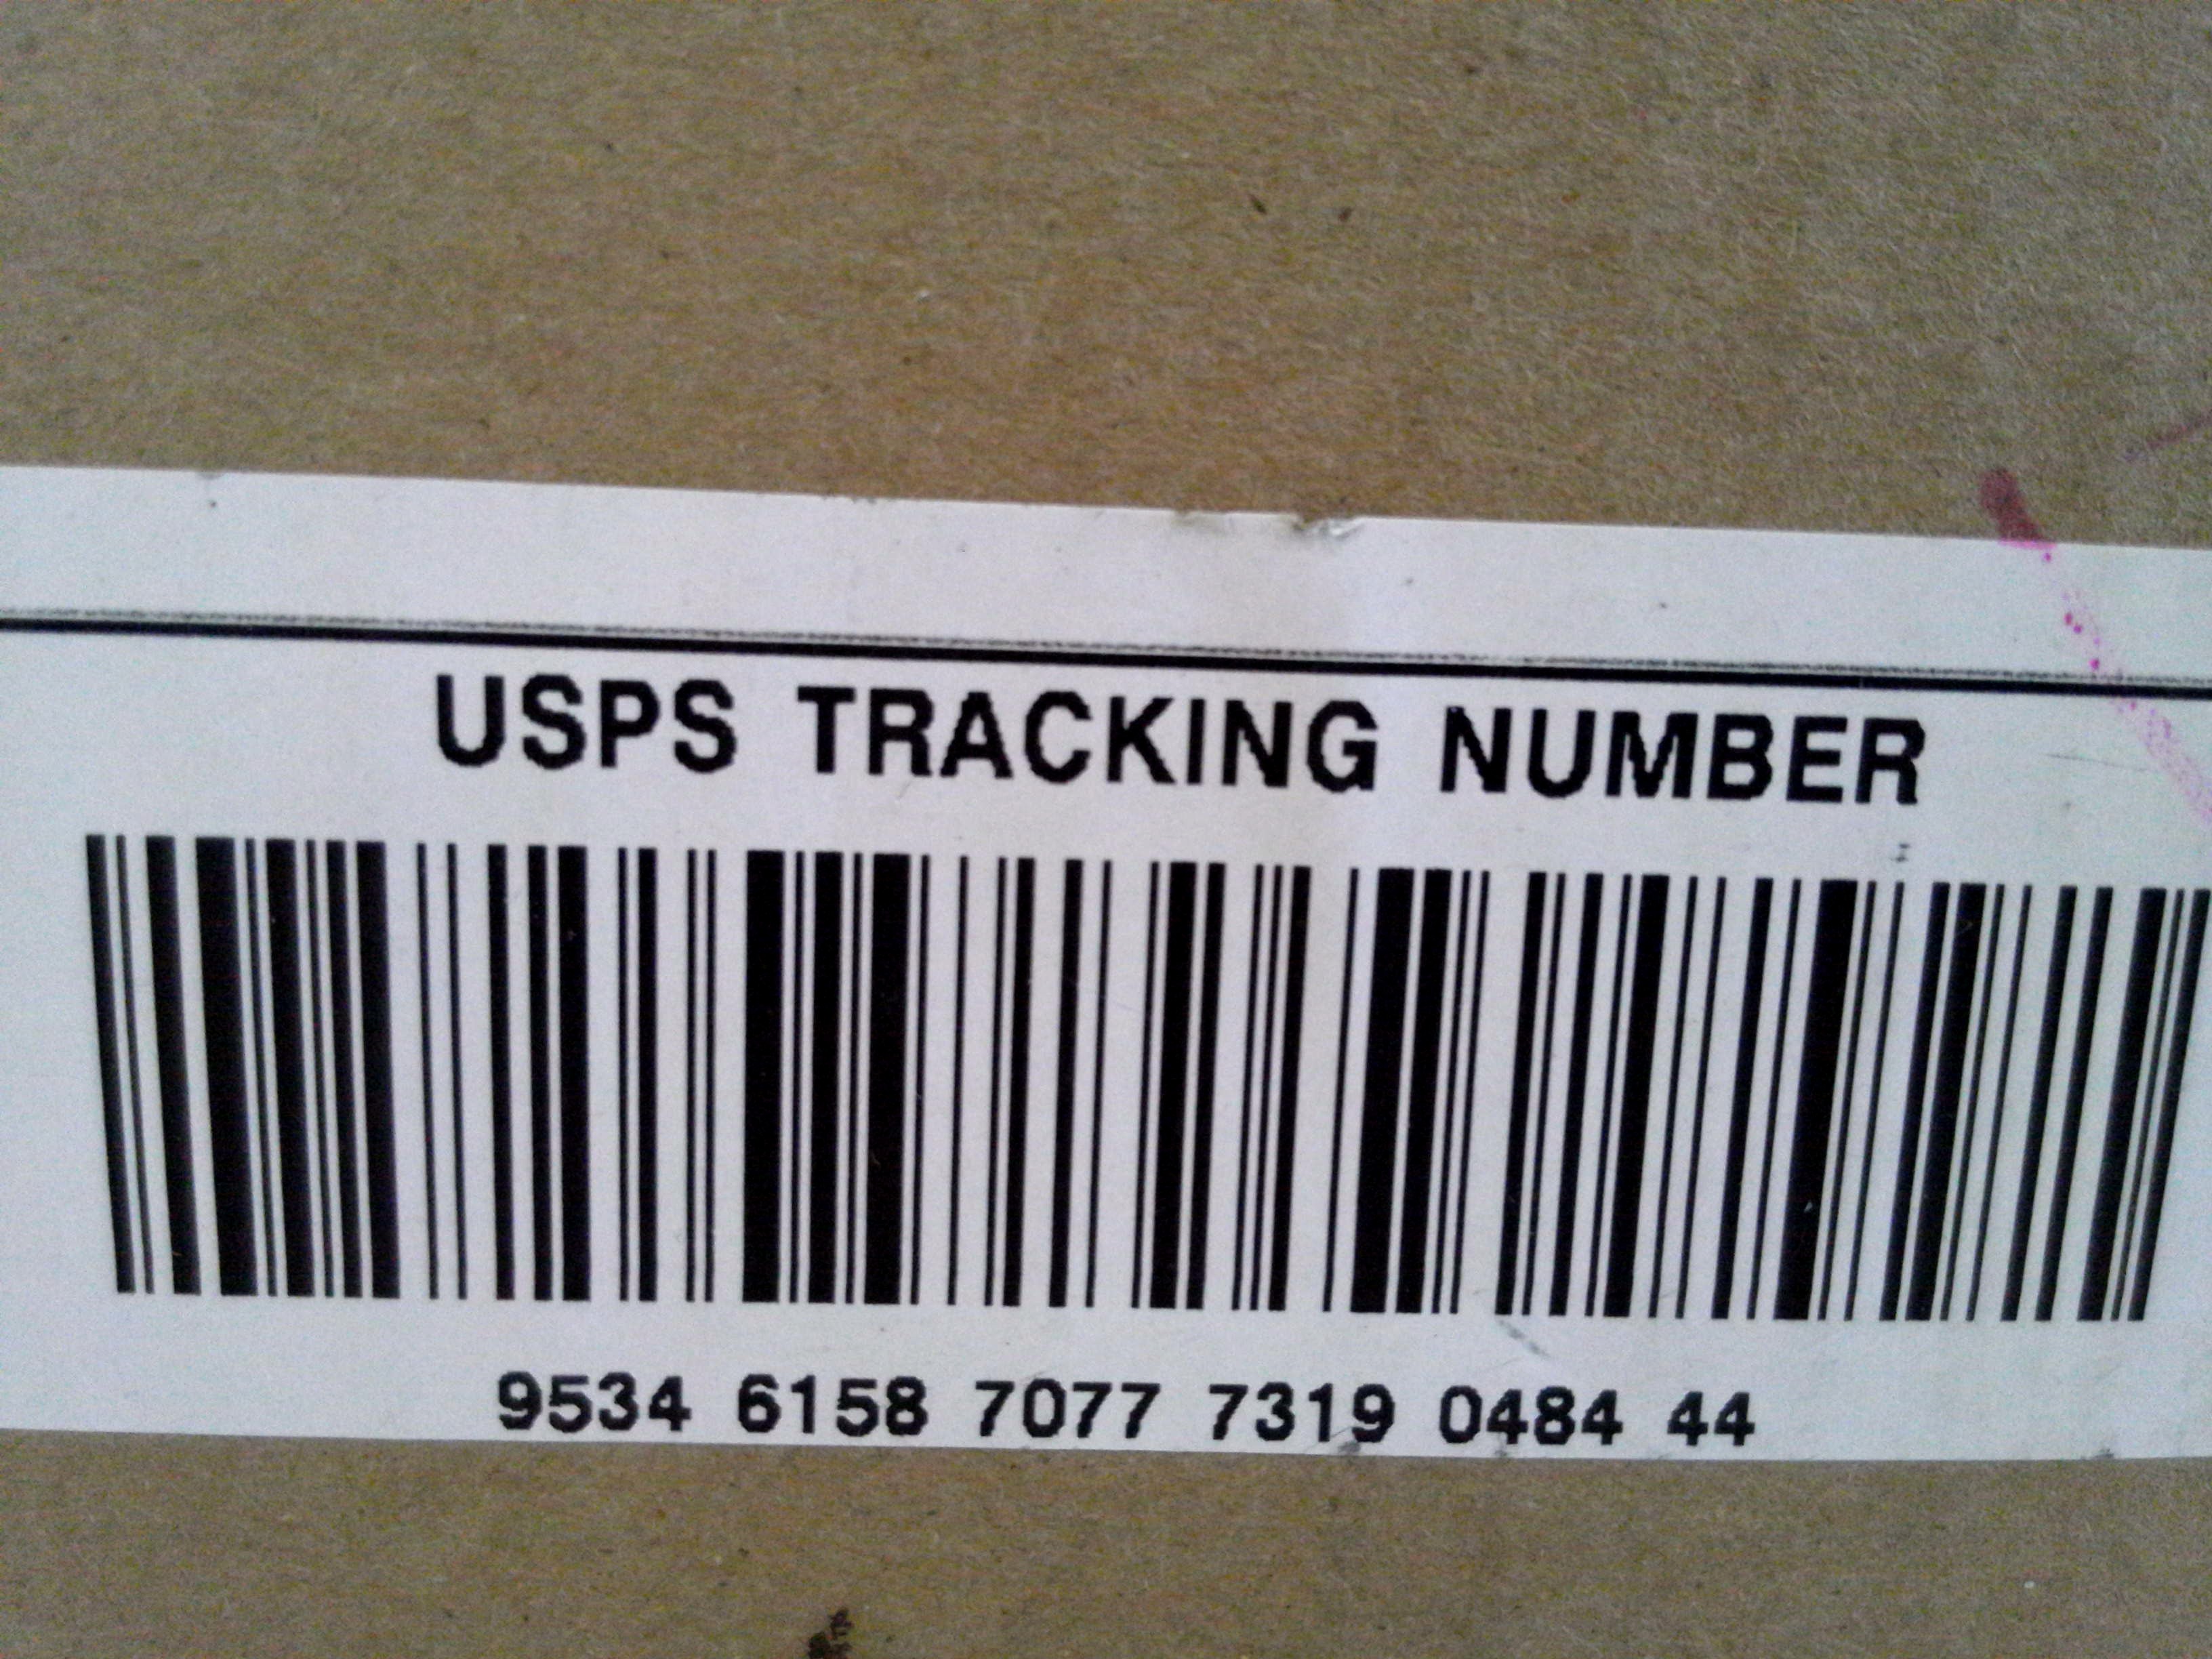 USPS TRACKING NUMBER
9534 6158 7077 7319 0484 44